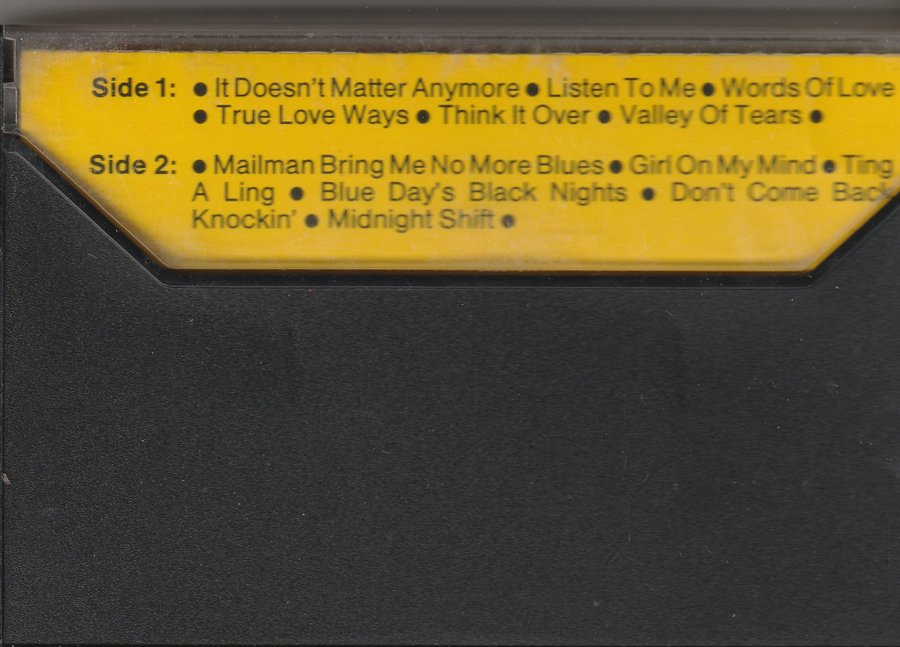 Side 1: ● It Doesn't Matter Anymore ● Listen To Me ● Words Of Love
● True Love Ways ● Think It Over ● Valley Of Tears ●
Side 2: ● Mailman Bring Me No More Blues ● Girl On My Mind ● Ting
A Ling ● Blue Day's Black Nights ● Don't Come Back
Knockin' ● Midnight Shift ●